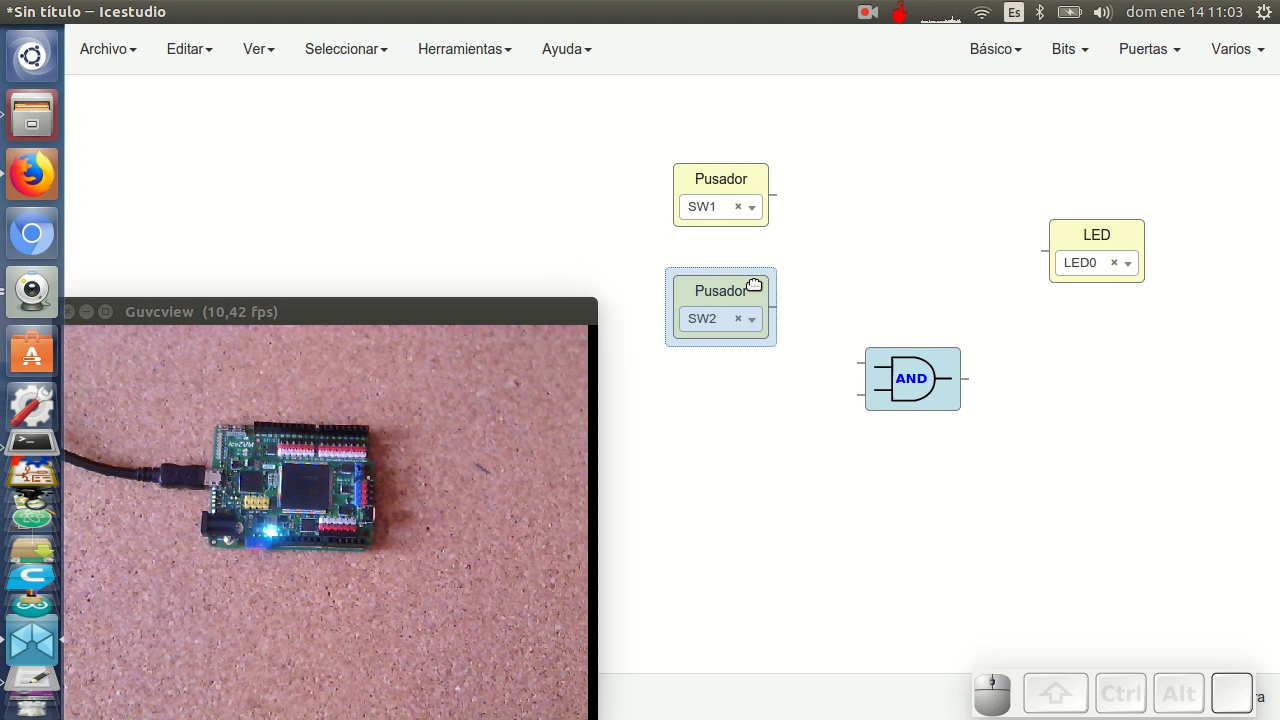 *Sin título — Icestudio
Es
dom ene 14 11:03
Archivo
Editar
Ver
Seleccionar
Herramientas
Ayuda
Básico
Bits
Puertas
Varios
Pusador
SW1
LED
LED0
Pusador
SW2
AND
Guvcview (10,42 fps)
Ctrl
Alt